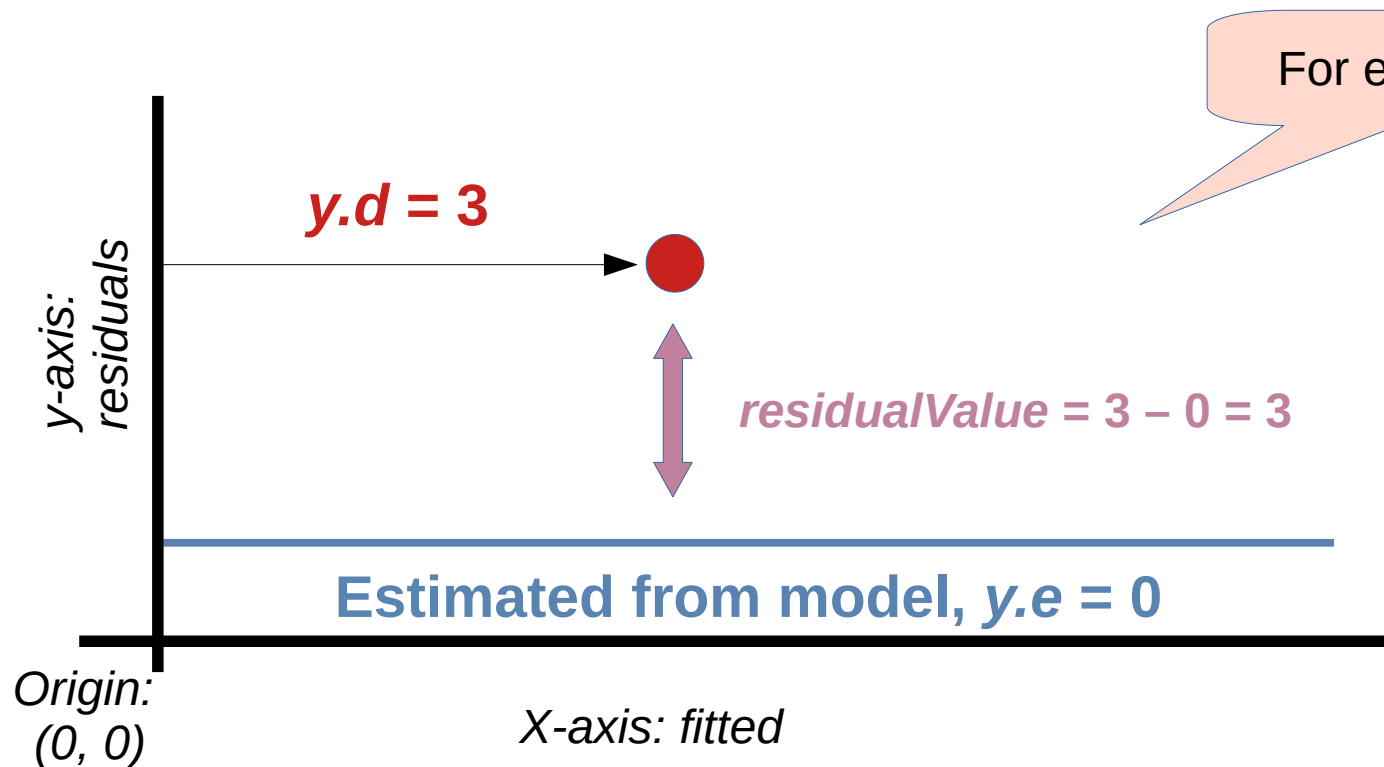 For e
y.d = 3
y-axis:
residuals
residualValue = 3 – 0 = 3
Estimated from model, y.e = 0
Origin:
(0, 0)
X-axis: fitted